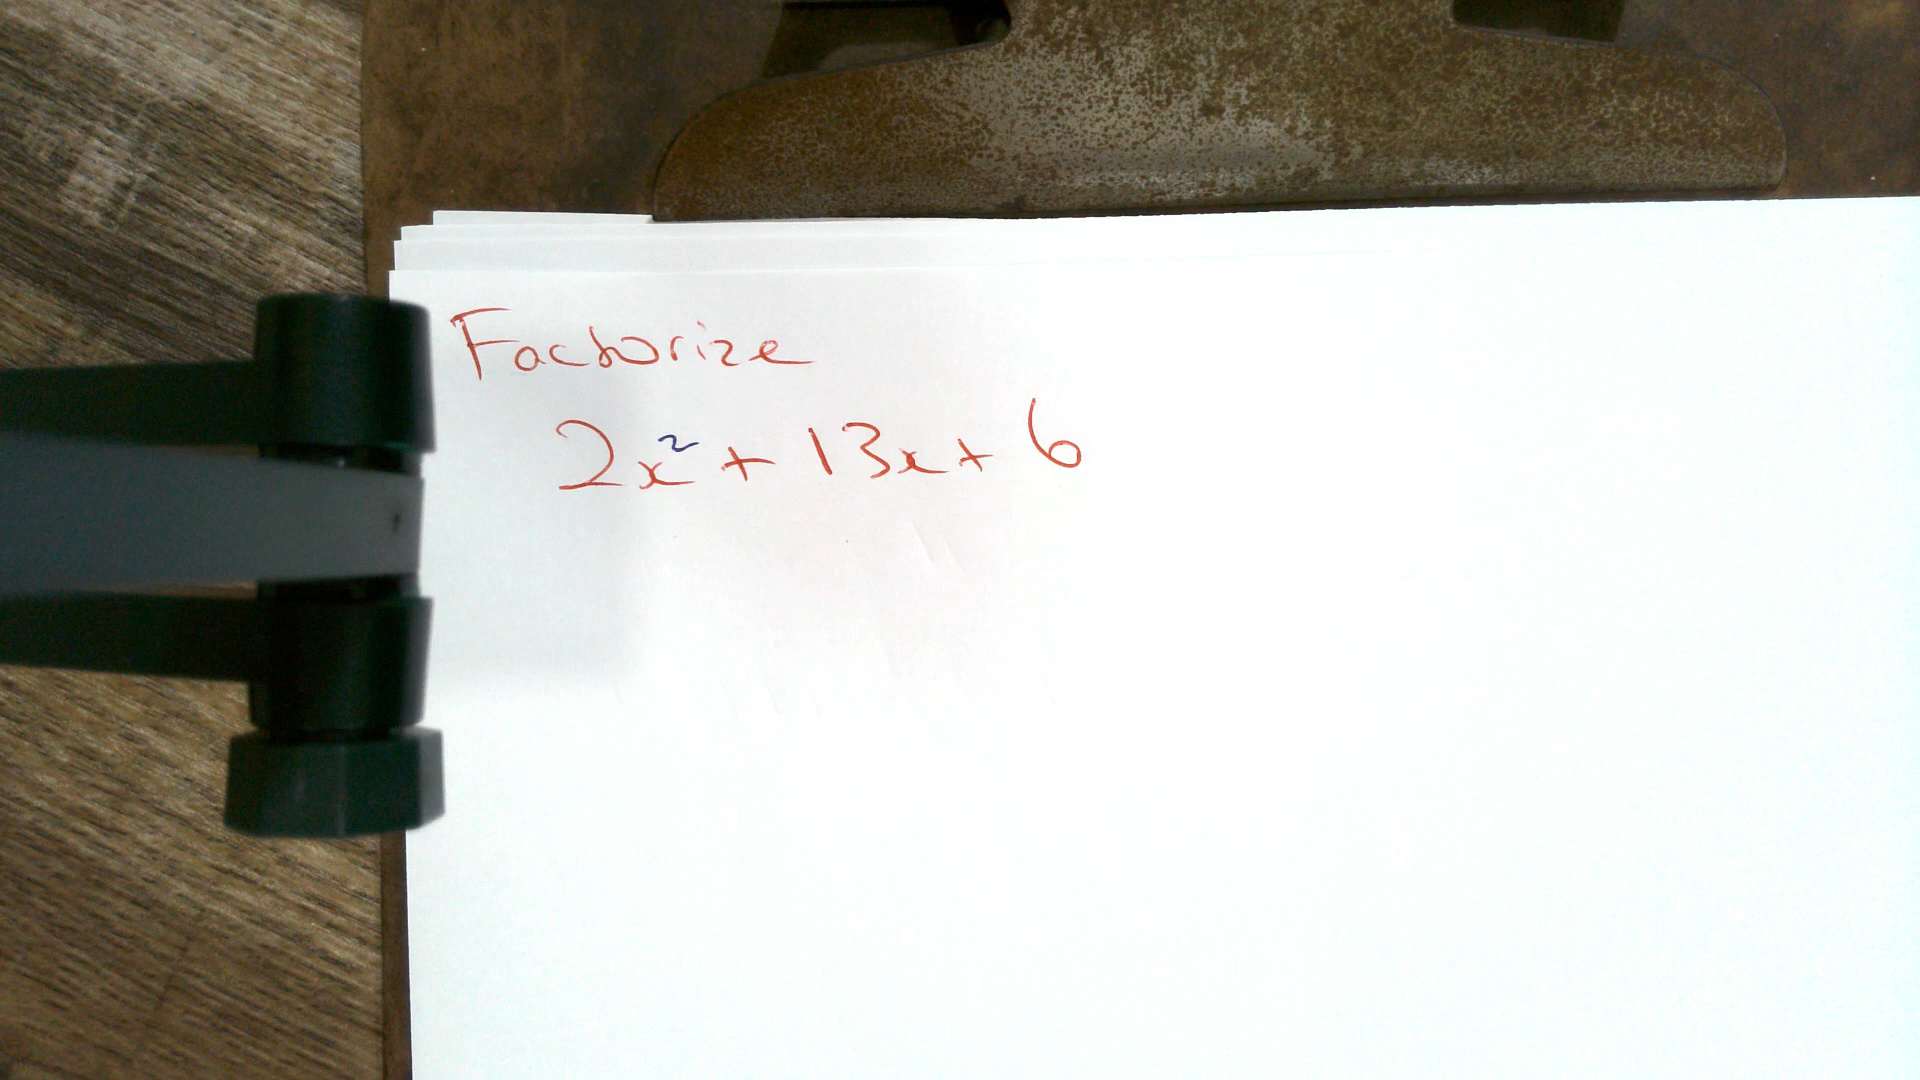 Factorize
2x² + 13x + 6